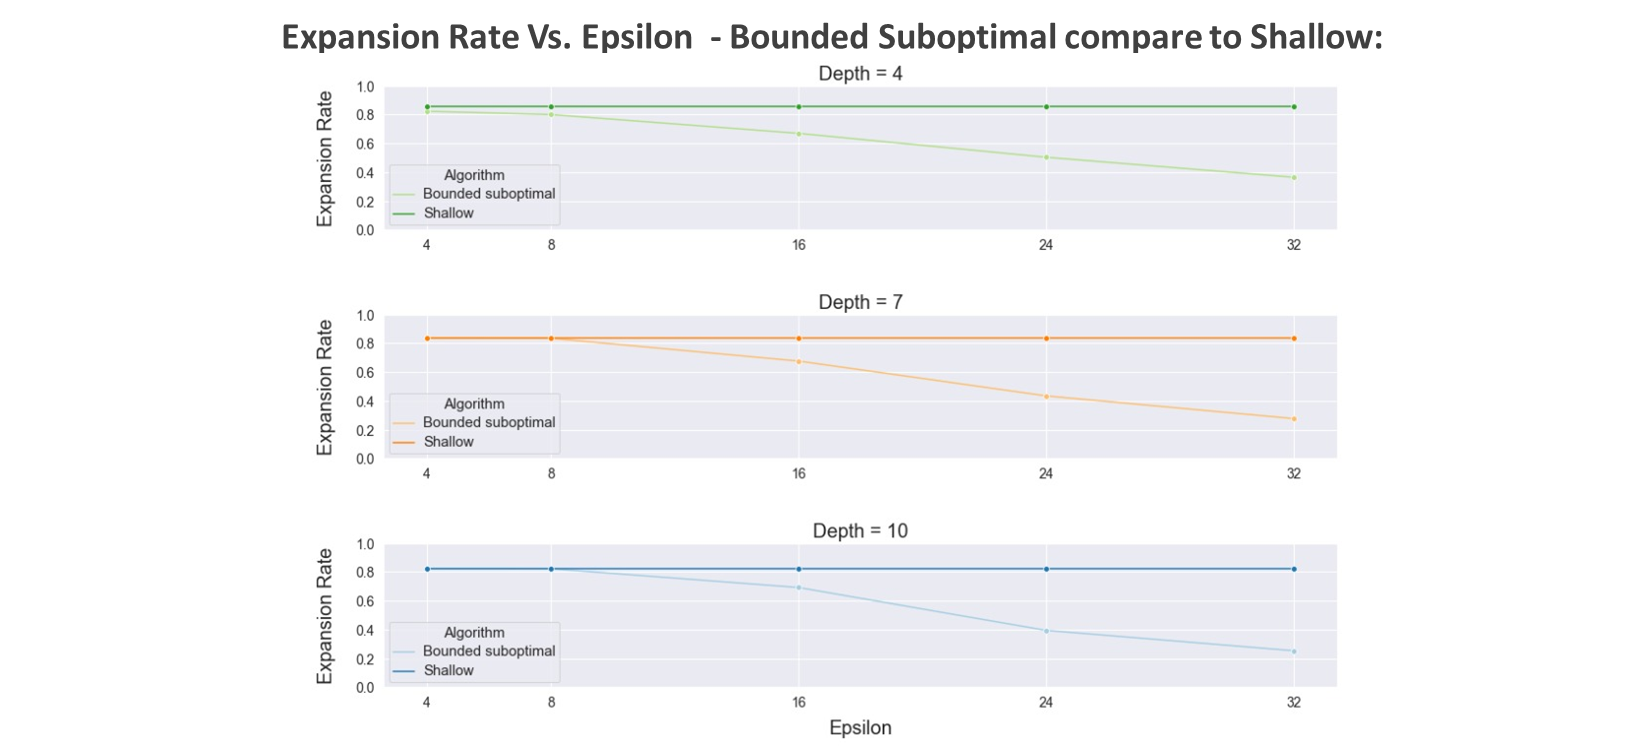 Expansion Rate Vs. Epsilon - Bounded Suboptimal compare to Shallow:
Depth = 4
Expansion Rate
1.0
0.8
0.6
0.4
0.2
0.0
Algorithm
Bounded suboptimal
Shallow
4 8 16 24 32
Depth = 7
Expansion Rate
1.0
0.8
0.6
0.4
0.2
0.0
Algorithm
Bounded suboptimal
Shallow
4 8 16 24 32
Depth = 10
Expansion Rate
1.0
0.8
0.6
0.4
0.2
0.0
Algorithm
Bounded suboptimal
Shallow
4 8 16 24 32
Epsilon